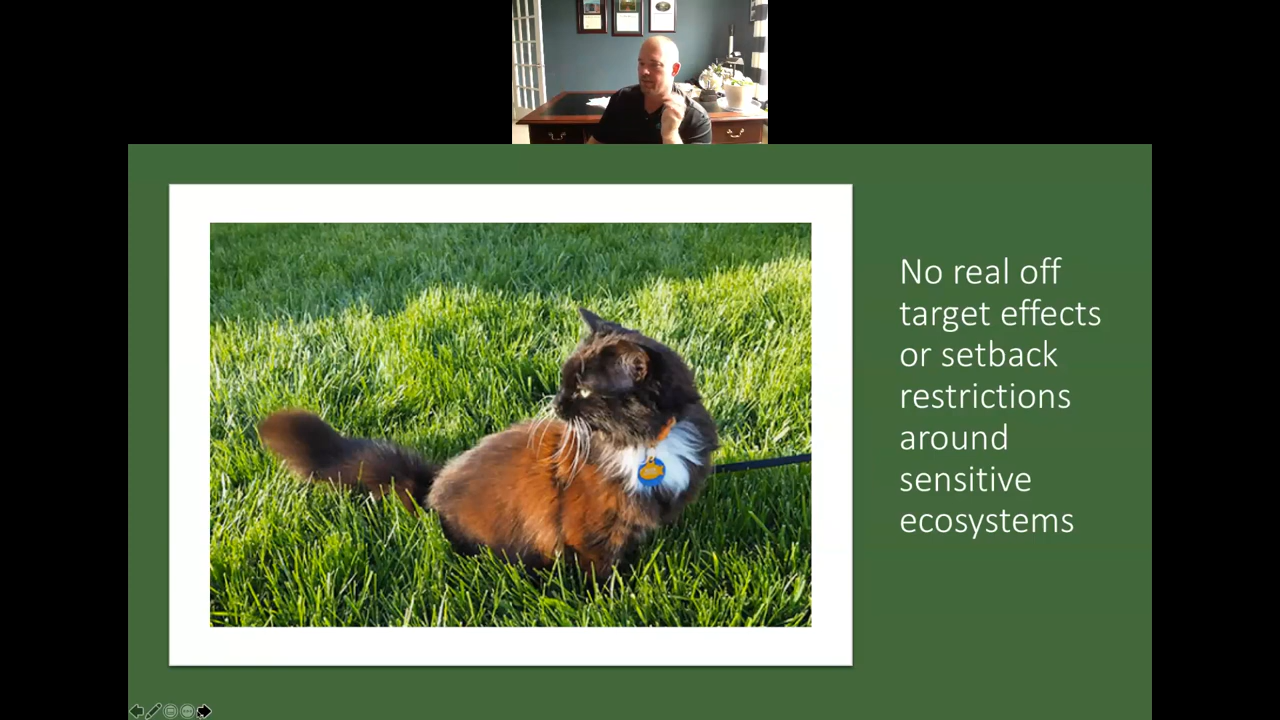 No real off
target effects
or setback
restrictions
around
sensitive
ecosystems